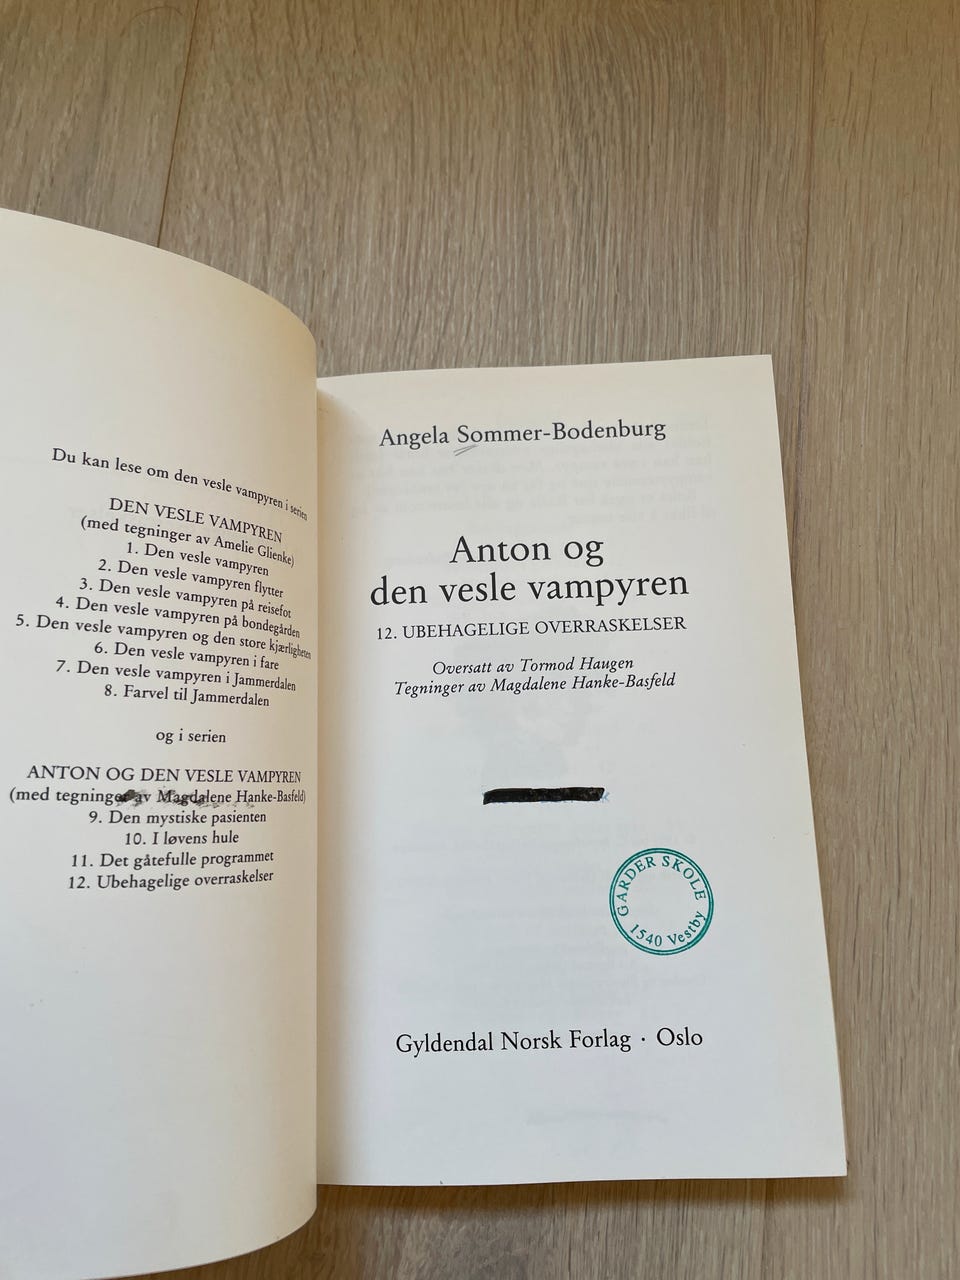 Du kan lese om den vesle vampyren i serien
DEN VESLE VAMPYREN
(med tegninger av Amelie Glienke)
1. Den vesle vampyren
2. Den vesle vampyren flytter
3. Den vesle vampyren på reisefot
4. Den vesle vampyren på bondegården
5. Den vesle vampyren og den store kjærligheten
6. Den vesle vampyren i fare
7. Den vesle vampyren i Jammerdalen
8. Farvel til Jammerdalen
og i serien
ANTON OG DEN VESLE VAMPYREN
(med tegninger av Magdalene Hanke-Basfeld)
9. Den mystiske pasienten
10. I løvens hule
11. Det gåtefulle programmet
12. Ubehagelige overraskelser
Angela Sommer-Bodenburg
Anton og
den vesle vampyren
12. UBEHAGELIGE OVERRASKELSER
Oversatt av Tormod Haugen
Tegninger av Magdalene Hanke-Basfeld
GARDER SKOLE
1540 Vestby
Gyldendal Norsk Forlag · Oslo